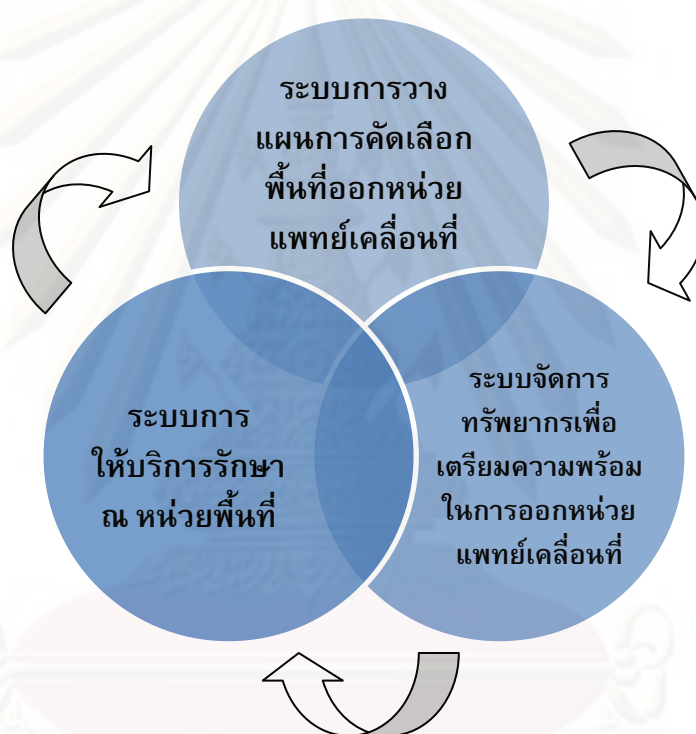 ระบบการวาง
แผนการคัดเลือก
พื้นที่ออกหน่วย
แพทย์เคลื่อนที่
ระบบจัดการ
ทรัพยากรเพื่อ
เตรียมความพร้อม
ในการออกหน่วย
แพทย์เคลื่อนที่
ระบบการ
ให้บริการรักษา
ณ หน่วยพื้นที่